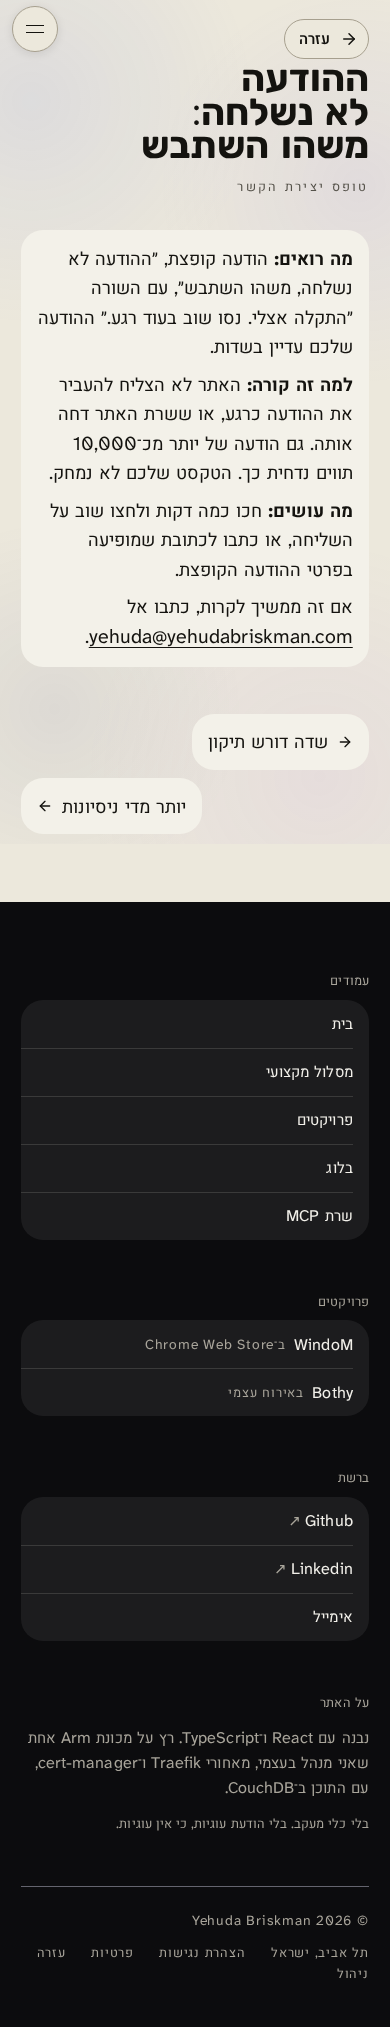 → עזרה
ההודעה
לא נשלחה:
משהו השתבש
טופס יצירת הקשר
מה רואים: הודעה קופצת, "ההודעה לא
נשלחה, משהו השתבש", עם השורה
"התקלה אצלי. נסו שוב בעוד רגע." ההודעה
שלכם עדיין בשדות.
למה זה קורה: האתר לא הצליח להעביר
את ההודעה כרגע, או ששרת האתר דחה
אותה. גם הודעה של יותר מכ־10,000
תווים נדחית כך. הטקסט שלכם לא נמחק.
מה עושים: חכו כמה דקות ולחצו שוב על
השליחה, או כתבו לכתובת שמופיעה
בפרטי ההודעה הקופצת.
אם זה ממשיך לקרות, כתבו אל
yehuda@yehudabriskman.com.
→ שדה דורש תיקון
יותר מדי ניסיונות ←
עמודים
בית
מסלול מקצועי
פרויקטים
בלוג
שרת MCP
פרויקטים
WindoM ב־Chrome Web Store
Bothy באירוח עצמי
ברשת
Github ↗
Linkedin ↗
אימייל
על האתר
נבנה עם React ו־TypeScript. רץ על מכונת Arm אחת
שאני מנהל בעצמי, מאחורי Traefik ו־cert-manager,
עם התוכן ב־CouchDB.
בלי כלי מעקב. בלי הודעת עוגיות, כי אין עוגיות.
© 2026 Yehuda Briskman
תל אביב, ישראל הצהרת נגישות פרטיות עזרה
ניהול